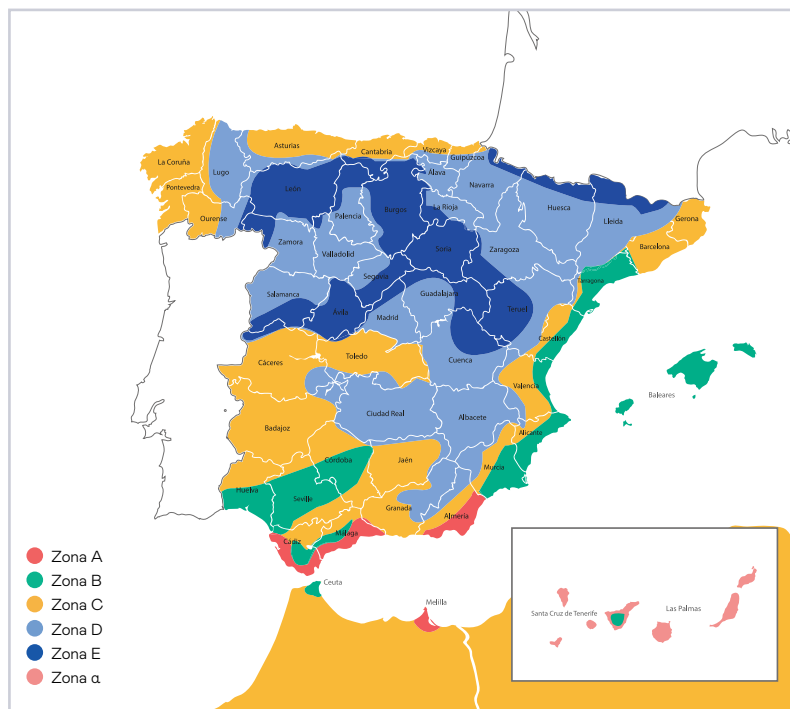 Asturias
Cantabria
Vizcaya
Guipúzcoa
La Coruña
Lugo
Álava
Navarra
Pontevedra
León
Ourense
Palencia
Burgos
La Rioja
Huesca
Lleida
Gerona
Zamora
Valladolid
Soria
Zaragoza
Barcelona
Segovia
Tarragona
Salamanca
Ávila
Madrid
Guadalajara
Teruel
Castellón
Cáceres
Toledo
Cuenca
Valencia
Baleares
Badajoz
Ciudad Real
Albacete
Alicante
Córdoba
Jaén
Murcia
Huelva
Seville
Granada
Almería
Cádiz
Málaga
Ceuta
Melilla
Santa Cruz de Tenerife
Las Palmas
Zona A
Zona B
Zona C
Zona D
Zona E
Zona α